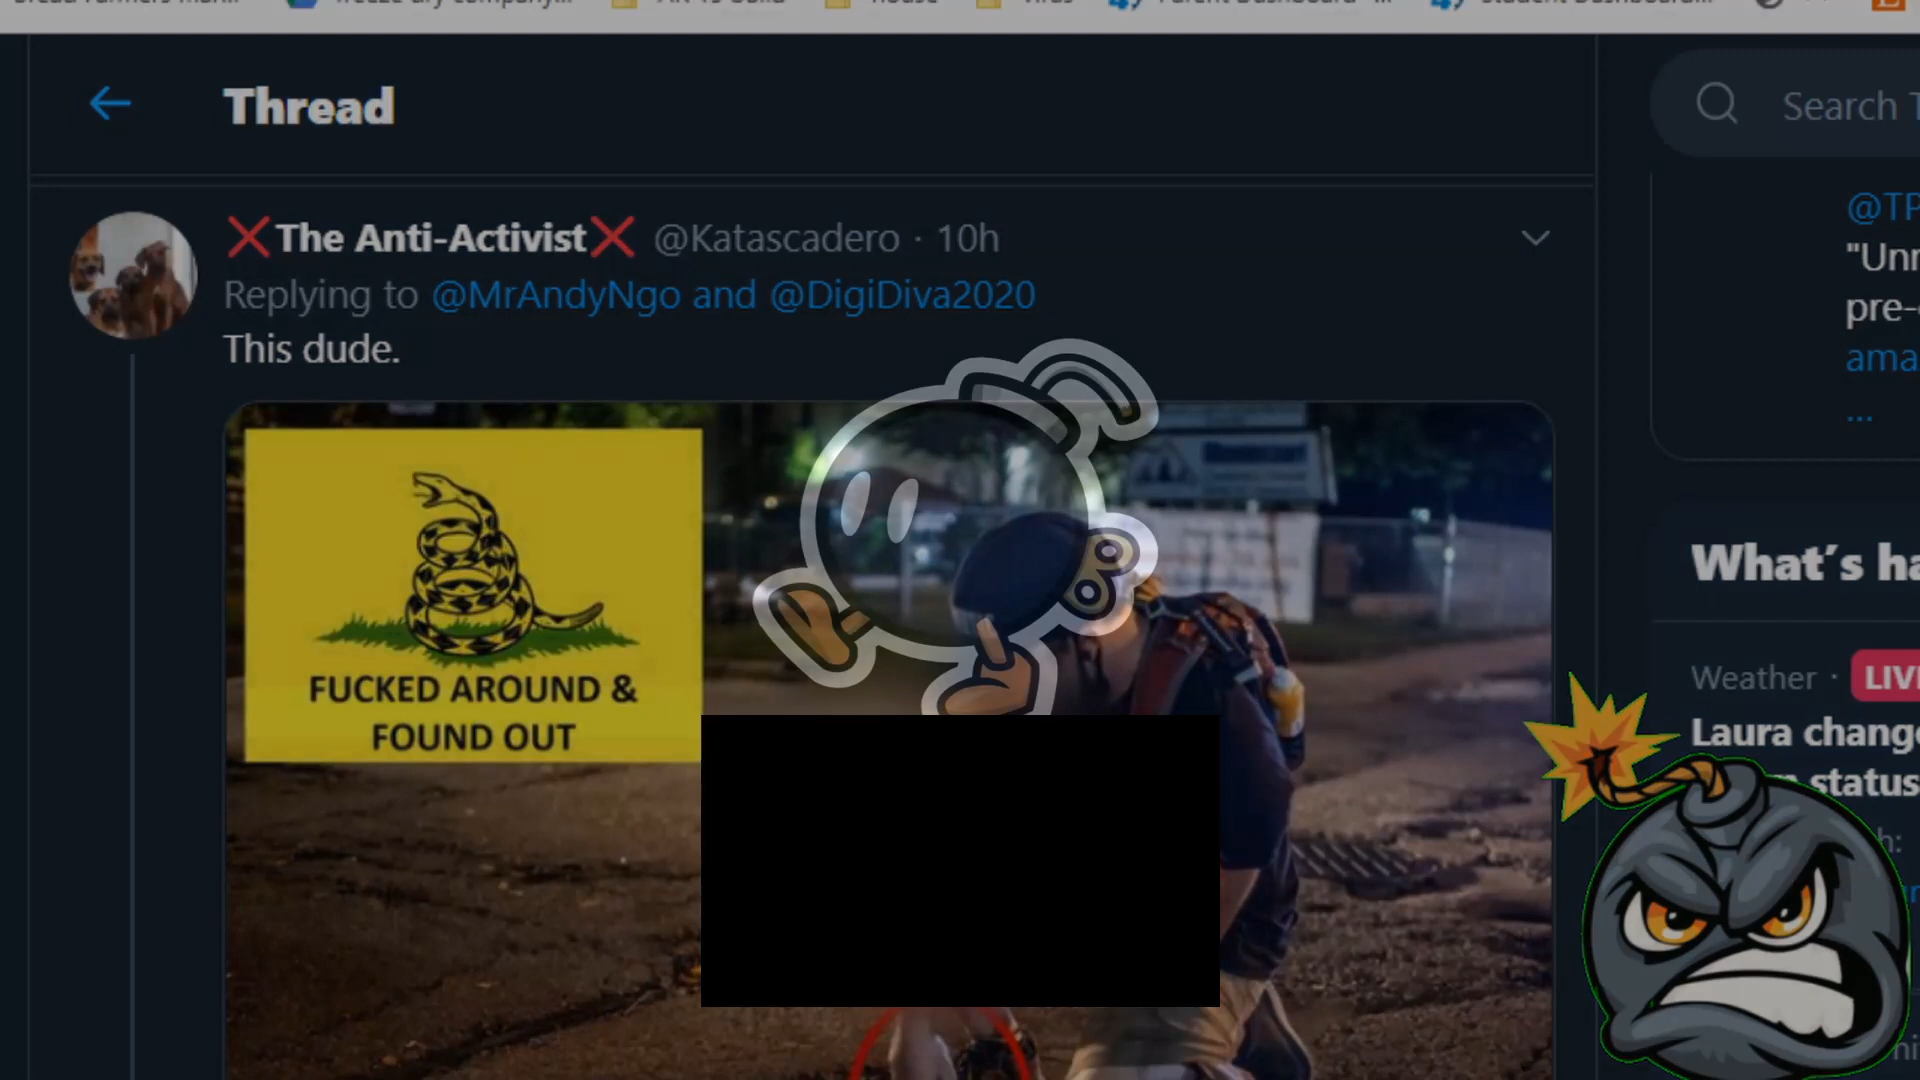 Thread
Search
❌The Anti-Activist❌ @Katascadero · 10h
Replying to @MrAndyNgo and @DigiDiva2020
This dude.
FUCKED AROUND &
FOUND OUT
@TP
"Unr
pre-
ama
...
What's ha
Weather · LIVE
Laura change
status